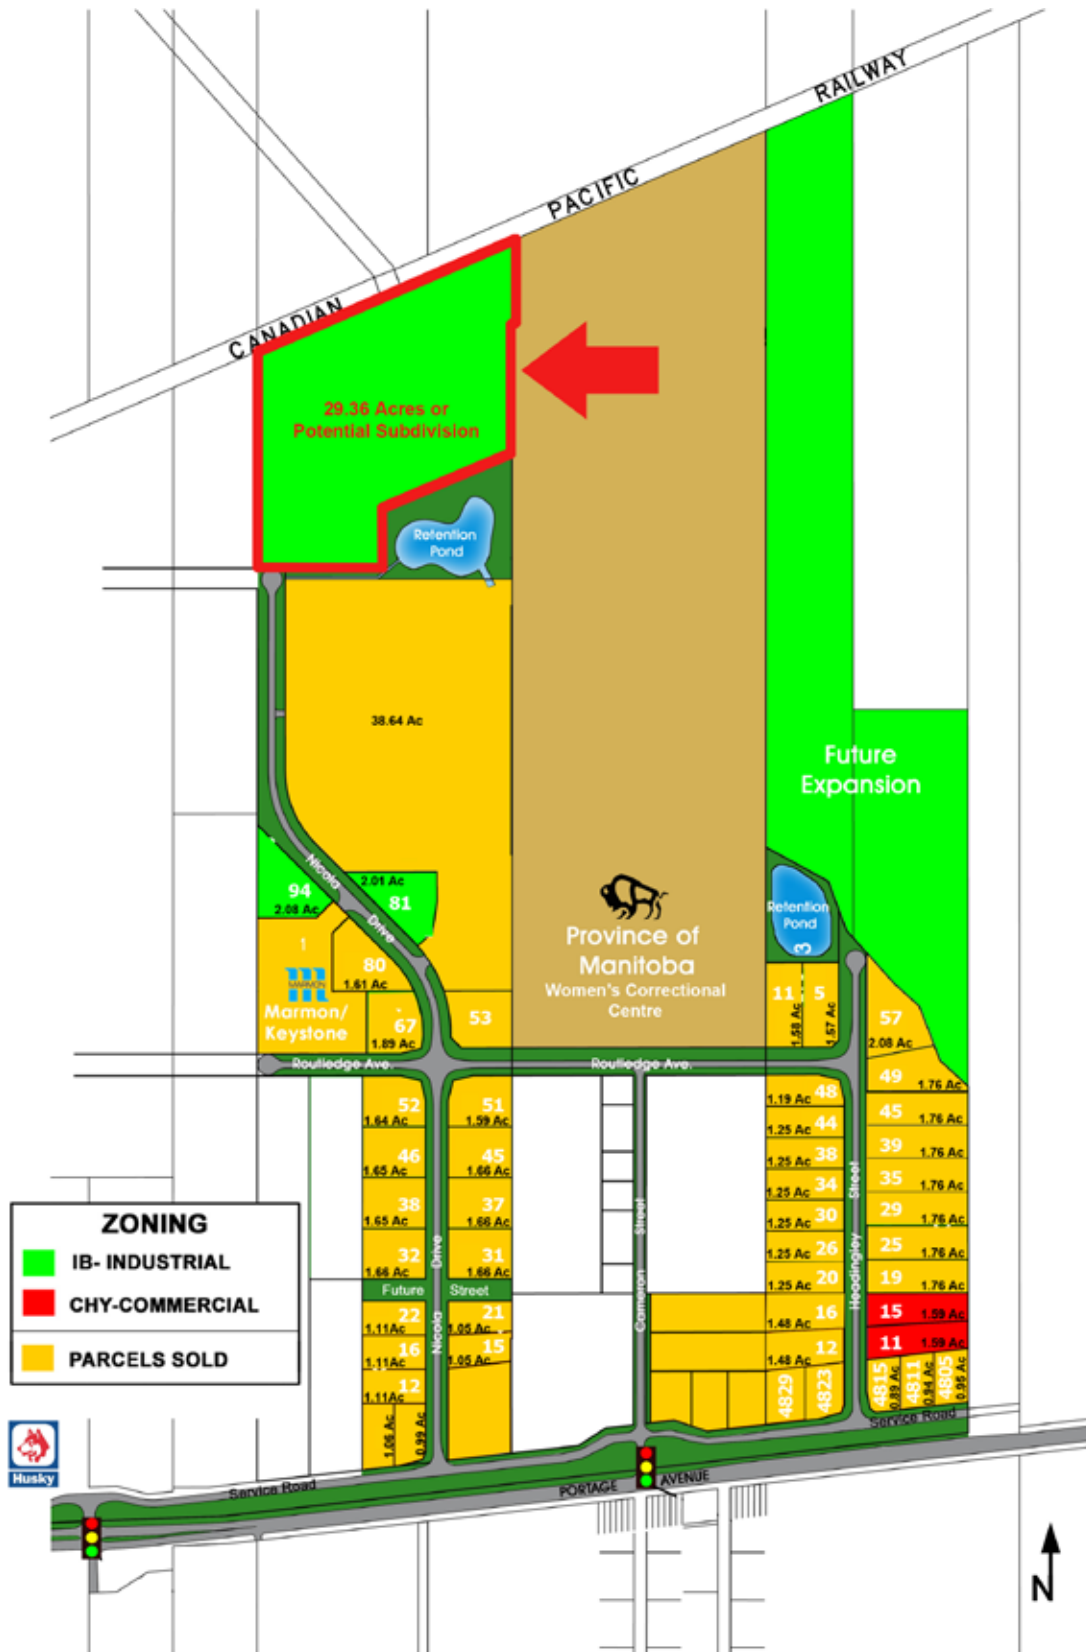 RAILWAY
PACIFIC
CANADIAN
29.36 Acres or
Potential Subdivision
Retention
Pond
38.64 Ac
Future
Expansion
Nicola
Drive
94
2.08 Ac
2.01 Ac
81
1
MARMON
Marmon/
Keystone
80
1.61 Ac
67
1.89 Ac
53
Province of
Manitoba
Women's Correctional
Centre
Retention
Pond
3
11
1.58 Ac
5
1.57 Ac
57
2.08 Ac
Routledge Ave.
Routledge Ave.
49
1.76 Ac
52
1.64 Ac
51
1.59 Ac
48
1.19 Ac
45
1.76 Ac
44
1.25 Ac
46
1.65 Ac
45
1.66 Ac
38
1.25 Ac
39
1.76 Ac
34
1.25 Ac
35
1.76 Ac
38
1.65 Ac
37
1.66 Ac
30
1.25 Ac
29
1.76 Ac
32
1.66 Ac
31
1.66 Ac
26
1.25 Ac
25
1.76 Ac
20
1.25 Ac
19
1.76 Ac
Nicola
Drive
Cameron
Street
Headingley
Street
Future Street
22
1.11Ac
21
1.05 Ac
16
1.48 Ac
15
1.59 Ac
16
1.11Ac
15
1.05 Ac
12
1.48 Ac
11
1.59 Ac
12
1.11Ac
1.06 Ac
0.99 Ac
4829
4823
4815
0.89 Ac
4811
0.94 Ac
4805
0.95 Ac
ZONING
IB- INDUSTRIAL
CHY-COMMERCIAL
PARCELS SOLD
Husky
Service Road
Service Road
PORTAGE AVENUE
N